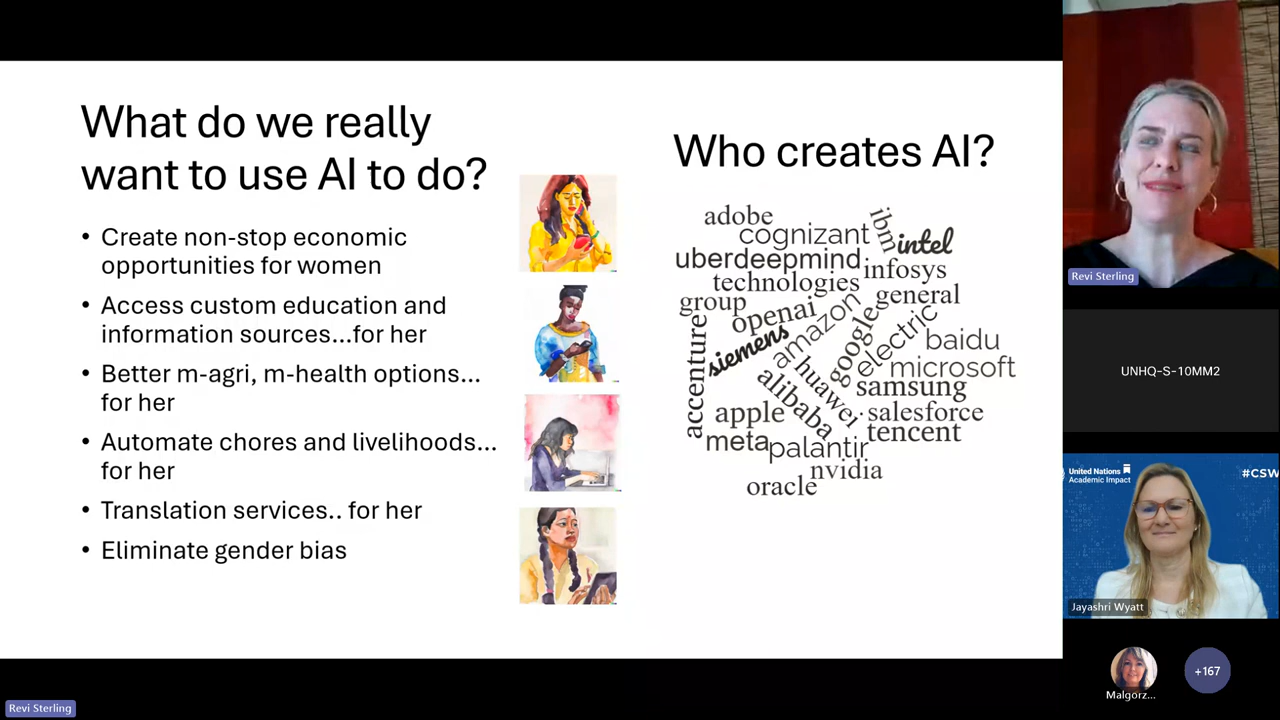 What do we really
want to use AI to do?
• Create non-stop economic
opportunities for women
• Access custom education and
information sources...for her
• Better m-agri, m-health options...
for her
• Automate chores and livelihoods...
for her
• Translation services.. for her
• Eliminate gender bias
Who creates AI?
adobe
cognizant
ibm
intel
uberdeepmind
infosys
technologies
group
general
openai
amazon
google
electric
accenture
siemens
baidu
microsoft
huawei
alibaba
samsung
apple
salesforce
tencent
meta
palantir
nvidia
oracle
Revi Sterling
UNHQ-S-10MM2
United Nations
Academic Impact
#CSW
Jayashri Wyatt
Malgorz...
+167
Revi Sterling